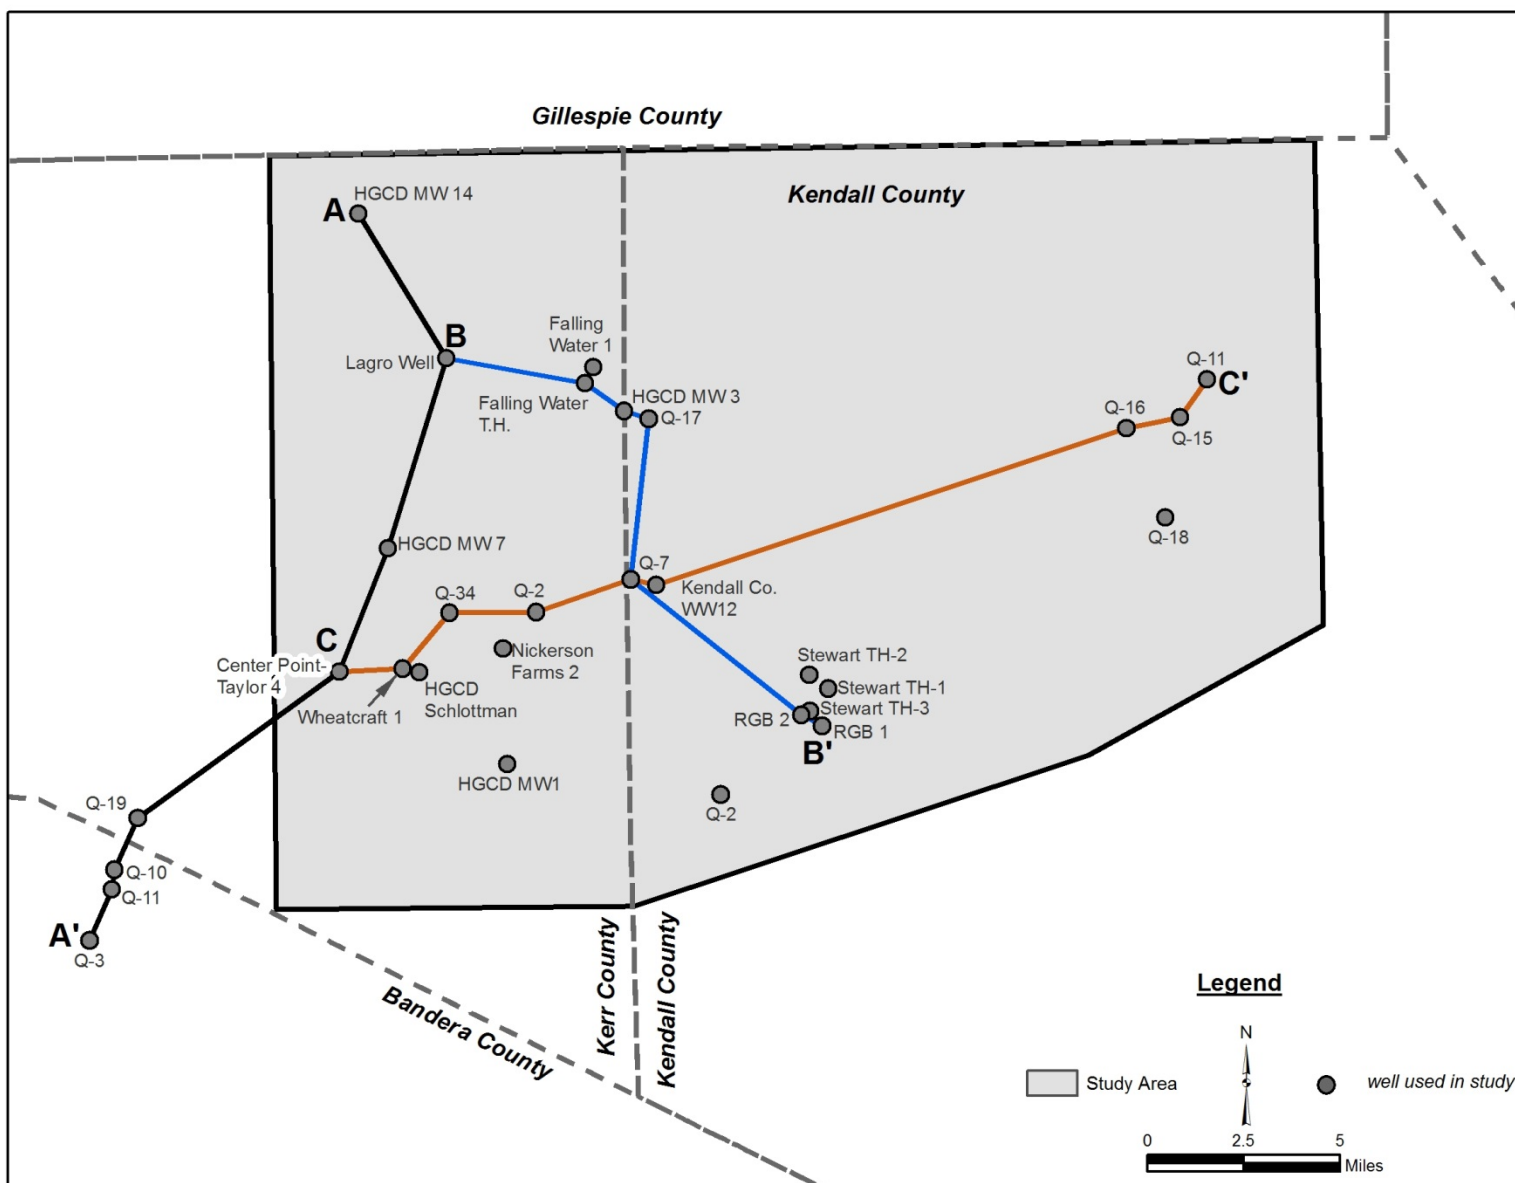 Gillespie County
HGCD MW 14
A
Kendall County
B
Lagro Well
Falling
Water 1
Falling Water
T.H.
HGCD MW 3
Q-17
Q-11
C'
Q-16
Q-15
Q-18
HGCD MW 7
Q-7
Kendall Co.
WW12
Q-34
Q-2
C
Center Point-
Taylor 4
Nickerson
Farms 2
HGCD
Schlottman
Wheatcraft 1
Stewart TH-2
Stewart TH-1
Stewart TH-3
RGB 2
RGB 1
B'
HGCD MW1
Q-2
Q-19
Q-10
Q-11
A'
Q-3
Bandera County
Kerr County
Kendall County
Legend
N
Study Area
well used in study
0 2.5 5
Miles